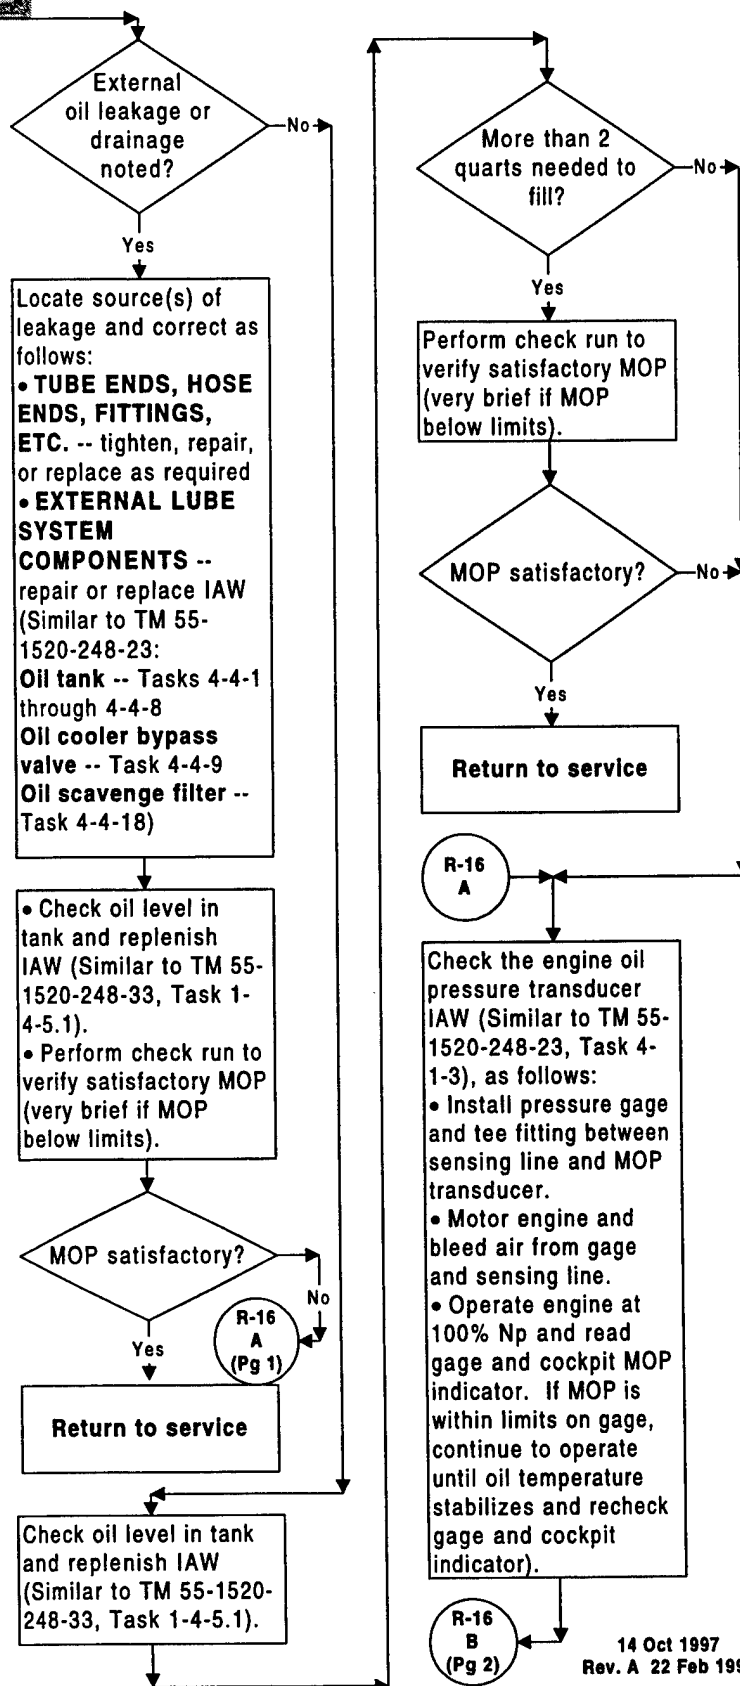 External
oil leakage or
drainage
noted?
No
Yes
Locate source(s) of
leakage and correct as
follows:
• TUBE ENDS, HOSE
ENDS, FITTINGS,
ETC. -- tighten, repair,
or replace as required
• EXTERNAL LUBE
SYSTEM
COMPONENTS --
repair or replace IAW
(Similar to TM 55-
1520-248-23:
Oil tank -- Tasks 4-4-1
through 4-4-8
Oil cooler bypass
valve -- Task 4-4-9
Oil scavenge filter --
Task 4-4-18)
• Check oil level in
tank and replenish
IAW (Similar to TM 55-
1520-248-33, Task 1-
4-5.1).
• Perform check run to
verify satisfactory MOP
(very brief if MOP
below limits).
MOP satisfactory?
No
R-16
A
(Pg 1)
Yes
Return to service
Check oil level in tank
and replenish IAW
(Similar to TM 55-1520-
248-33, Task 1-4-5.1).
More than 2
quarts needed to
fill?
No
Yes
Perform check run to
verify satisfactory MOP
(very brief if MOP
below limits).
MOP satisfactory?
No
Yes
Return to service
R-16
A
Check the engine oil
pressure transducer
IAW (Similar to TM 55-
1520-248-23, Task 4-
1-3), as follows:
• Install pressure gage
and tee fitting between
sensing line and MOP
transducer.
• Motor engine and
bleed air from gage
and sensing line.
• Operate engine at
100% Np and read
gage and cockpit MOP
indicator. If MOP is
within limits on gage,
continue to operate
until oil temperature
stabilizes and recheck
gage and cockpit
indicator).
R-16
B
(Pg 2)
14 Oct 1997
Rev. A 22 Feb